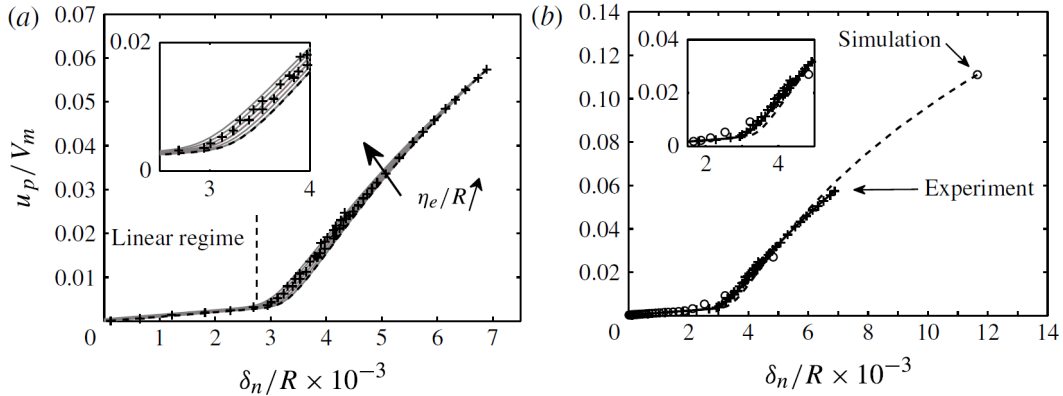 (a)
0.07
0.06
0.05
0.04
0.03
0.02
0.01
u_p/V_m
0.02
0
3
4
Linear regime
η_e/R
0 1 2 3 4 5 6 7
δ_n/R × 10^−3
(b)
0.14
0.12
0.10
0.08
0.06
0.04
0.02
0.04
0.02
0
2
4
Simulation
Experiment
0 2 4 6 8 10 12 14
δ_n/R × 10^−3